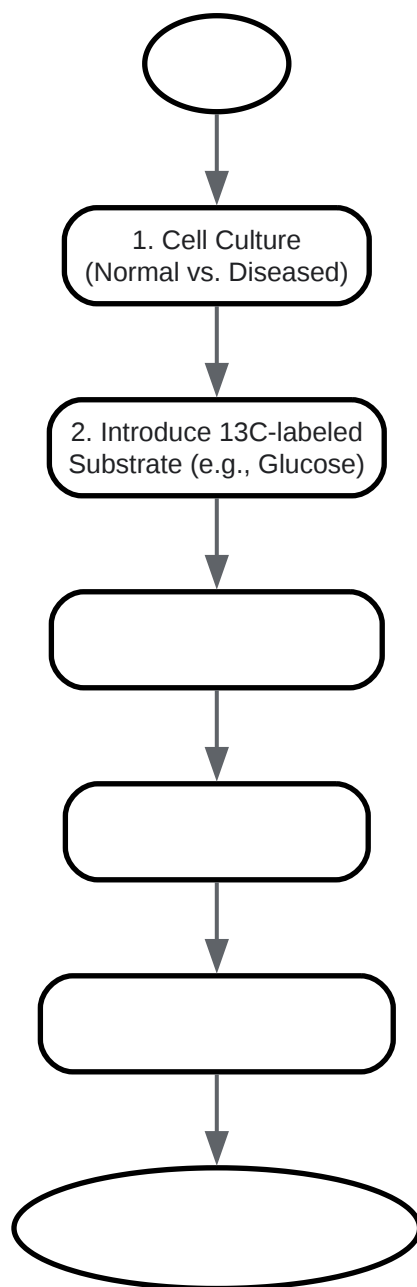 1. Cell Culture
(Normal vs. Diseased)
2. Introduce 13C-labeled
Substrate (e.g., Glucose)